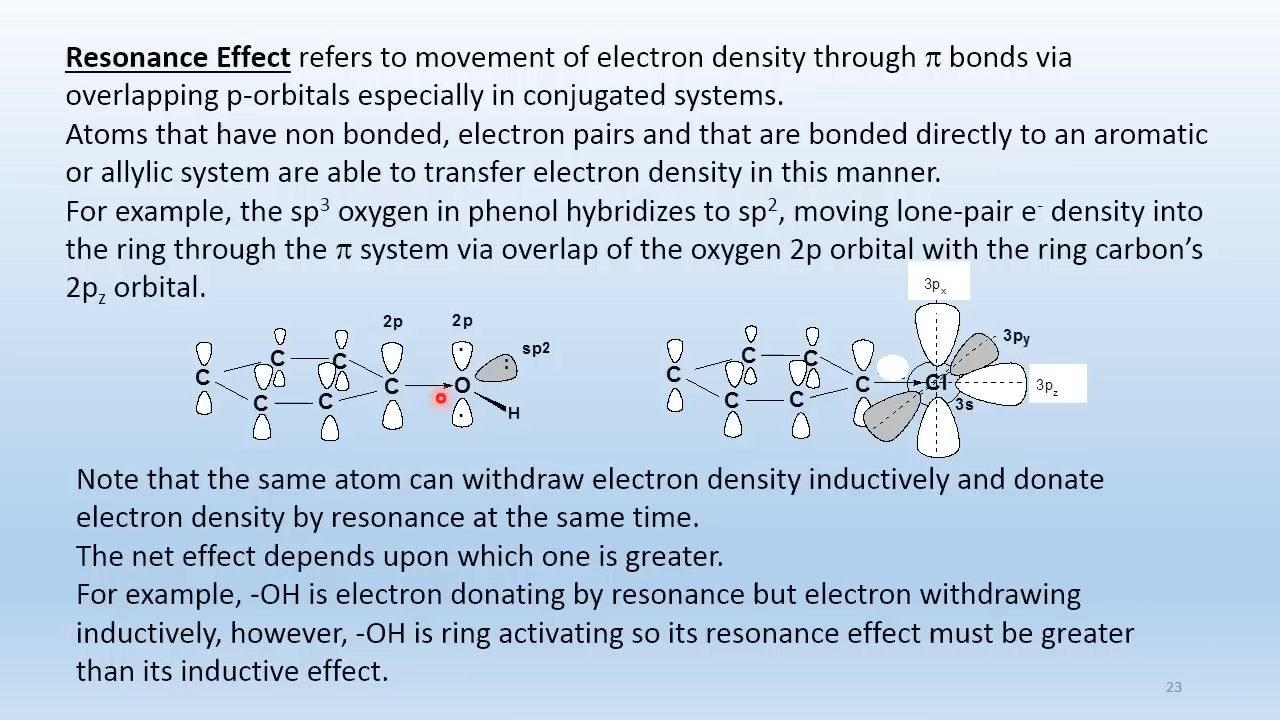 Resonance Effect refers to movement of electron density through π bonds via
overlapping p-orbitals especially in conjugated systems.
Atoms that have non bonded, electron pairs and that are bonded directly to an aromatic
or allylic system are able to transfer electron density in this manner.
For example, the sp³ oxygen in phenol hybridizes to sp², moving lone-pair e⁻ density into
the ring through the π system via overlap of the oxygen 2p orbital with the ring carbon's
2pz orbital.
2p 2p
sp2
C C C C C C O
H
3px
3py
3pz
C C C C C C Cl
3s
Note that the same atom can withdraw electron density inductively and donate
electron density by resonance at the same time.
The net effect depends upon which one is greater.
For example, -OH is electron donating by resonance but electron withdrawing
inductively, however, -OH is ring activating so its resonance effect must be greater
than its inductive effect.
23